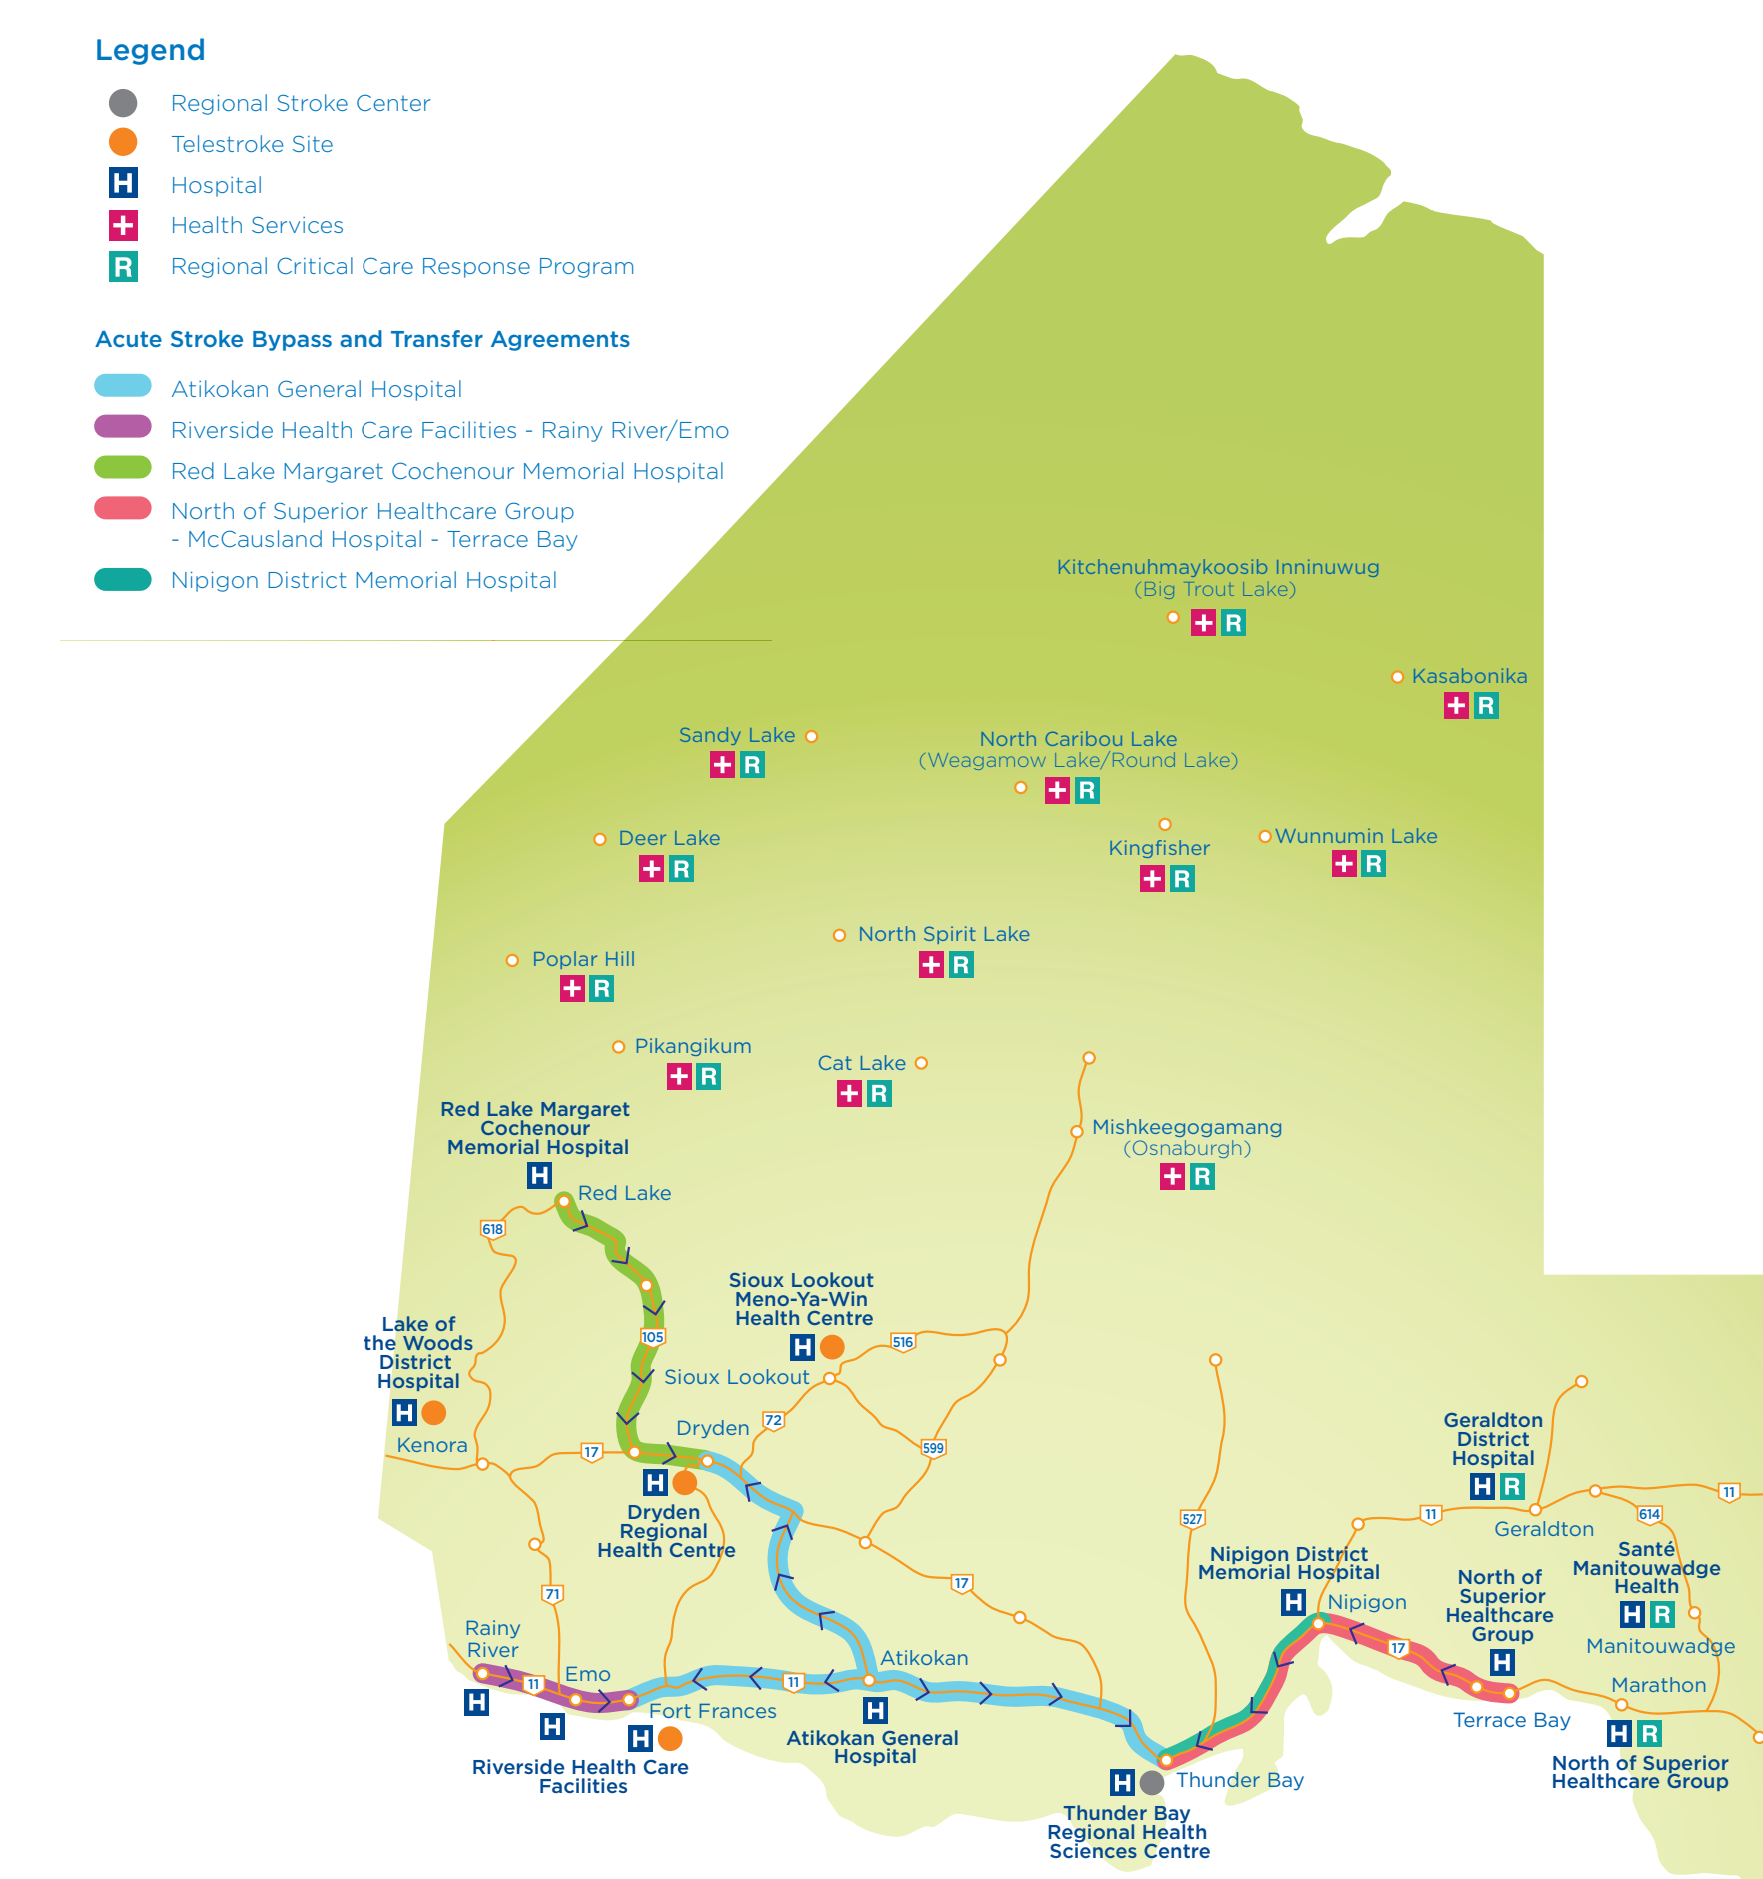 Legend
Regional Stroke Center
Telestroke Site
H Hospital
Health Services
R Regional Critical Care Response Program
Acute Stroke Bypass and Transfer Agreements
Atikokan General Hospital
Riverside Health Care Facilities - Rainy River/Emo
Red Lake Margaret Cochenour Memorial Hospital
North of Superior Healthcare Group
- McCausland Hospital - Terrace Bay
Nipigon District Memorial Hospital
Kitchenuhmaykoosib Inninuwug
(Big Trout Lake)
R
Kasabonika
R
Sandy Lake
R
North Caribou Lake
(Weagamow Lake/Round Lake)
R
Deer Lake
R
Kingfisher
R
Wunnumin Lake
R
North Spirit Lake
R
Poplar Hill
R
Pikangikum
R
Cat Lake
R
Mishkeegogamang
(Osnaburgh)
R
Red Lake Margaret
Cochenour
Memorial Hospital
H
Red Lake
618
105
Sioux Lookout
Meno-Ya-Win
Health Centre
H
516
Sioux Lookout
Lake of
the Woods
District
Hospital
H
Kenora
17
Dryden
72
599
H
Dryden
Regional
Health Centre
527
17
71
Geraldton
District
Hospital
H R
11
11
Geraldton
614
Santé
Manitouwadge
Health
H R
Manitouwadge
Nipigon District
Memorial Hospital
H
Nipigon
17
North of
Superior
Healthcare
Group
H
Terrace Bay
Marathon
H R
North of Superior
Healthcare Group
Rainy
River
H
11
Emo
H
Fort Frances
H
Riverside Health Care
Facilities
11
Atikokan
H
Atikokan General
Hospital
H
Thunder Bay
Thunder Bay
Regional Health
Sciences Centre